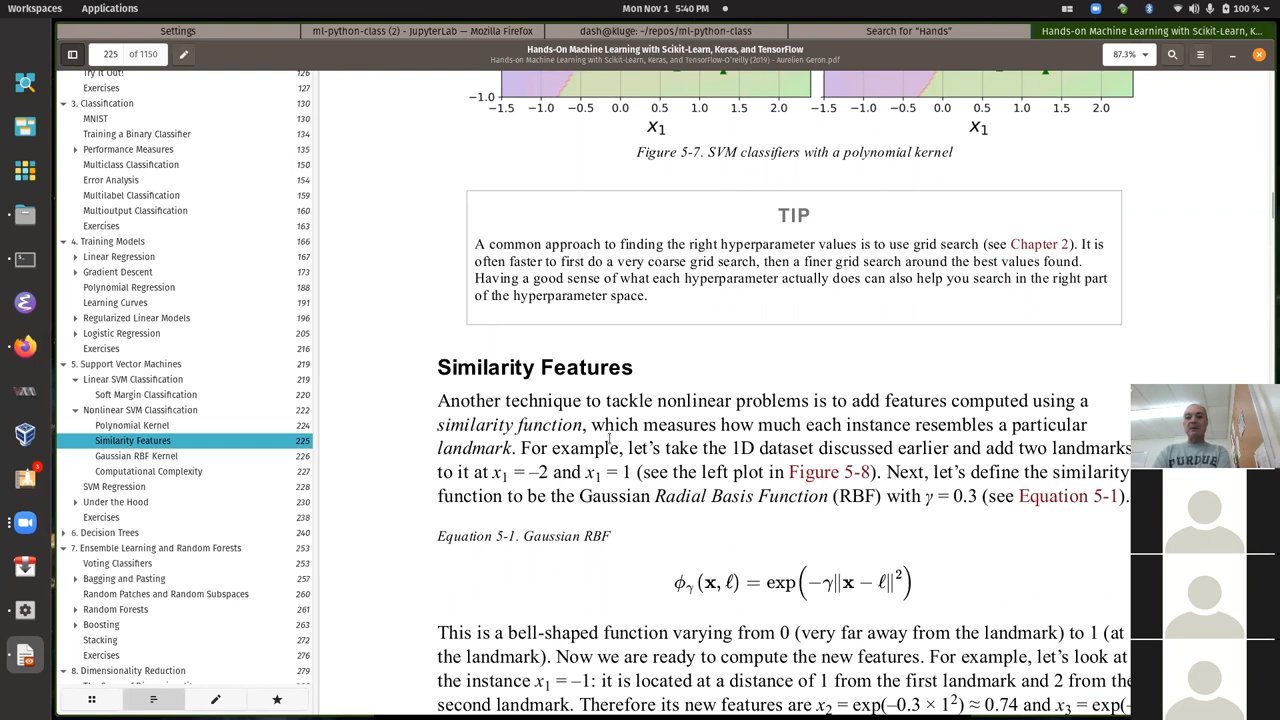 Workspaces Applications Mon Nov 1 5:40 PM 100 %
Settings
ml-python-class (2) - JupyterLab — Mozilla Firefox
dash@Kluge: ~/repos/ml-python-class
Search for "Hands"
Hands-On Machine Learning with Scikit-Learn, K...
225 of 1150
Hands-On Machine Learning with Scikit-Learn, Keras, and TensorFlow
Hands-On Machine Learning with Scikit-Learn, Keras, and TensorFlow-O'reilly (2019) - Aurelien Geron.pdf
87.3%
Try It Out! 126
Exercises 127
3. Classification 130
MNIST 130
Training a Binary Classifier 134
Performance Measures 135
Multiclass Classification 150
Error Analysis 154
Multilabel Classification 159
Multioutput Classification 160
Exercises 163
4. Training Models 166
Linear Regression 167
Gradient Descent 173
Polynomial Regression 188
Learning Curves 191
Regularized Linear Models 196
Logistic Regression 205
Exercises 216
5. Support Vector Machines 219
Linear SVM Classification 219
Soft Margin Classification 220
Nonlinear SVM Classification 222
Polynomial Kernel 224
Similarity Features 225
Gaussian RBF Kernel 226
Computational Complexity 227
SVM Regression 228
Under the Hood 230
Exercises 238
6. Decision Trees 240
7. Ensemble Learning and Random Forests 253
Voting Classifiers 253
Bagging and Pasting 257
Random Patches and Random Subspaces 260
Random Forests 261
Boosting 263
Stacking 272
Exercises 276
8. Dimensionality Reduction 279
−1.0
−1.5 −1.0 −0.5 0.0 0.5 1.0 1.5 2.0 −1.5 −1.0 −0.5 0.0 0.5 1.0 1.5 2.0
x₁ x₁
Figure 5-7. SVM classifiers with a polynomial kernel
TIP
A common approach to finding the right hyperparameter values is to use grid search (see Chapter 2). It is
often faster to first do a very coarse grid search, then a finer grid search around the best values found.
Having a good sense of what each hyperparameter actually does can also help you search in the right part
of the hyperparameter space.
Similarity Features
Another technique to tackle nonlinear problems is to add features computed using a
similarity function, which measures how much each instance resembles a particular
landmark. For example, let's take the 1D dataset discussed earlier and add two landmarks
to it at x₁ = –2 and x₁ = 1 (see the left plot in Figure 5-8). Next, let's define the similarity
function to be the Gaussian Radial Basis Function (RBF) with γ = 0.3 (see Equation 5-1).
Equation 5-1. Gaussian RBF
ϕᵧ (x, ℓ) = exp(−γ‖x − ℓ‖²)
This is a bell-shaped function varying from 0 (very far away from the landmark) to 1 (at
the landmark). Now we are ready to compute the new features. For example, let's look at
the instance x₁ = –1: it is located at a distance of 1 from the first landmark and 2 from the
second landmark. Therefore its new features are x₂ = exp(–0.3 × 1²) ≈ 0.74 and x₃ = exp(–
PURDUE
3